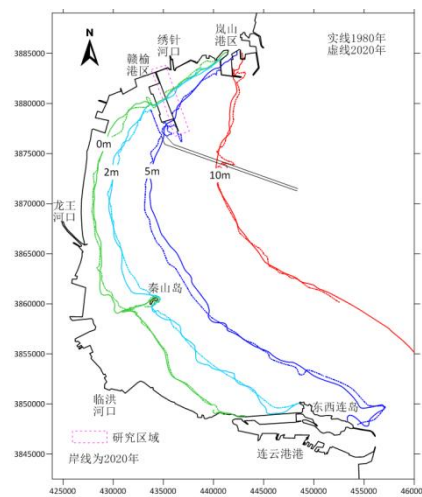 3885000
3880000
3875000
3870000
3865000
3860000
3855000
3850000
3845000
N
绣针
河口
岚山
港区
赣榆
港区
实线1980年
虚线2020年
0m
2m
5m
10m
龙王
河口
秦山岛
临洪
河口
东西连岛
连云港港
研究区域
岸线为2020年
425000
430000
435000
440000
445000
450000
455000
46000